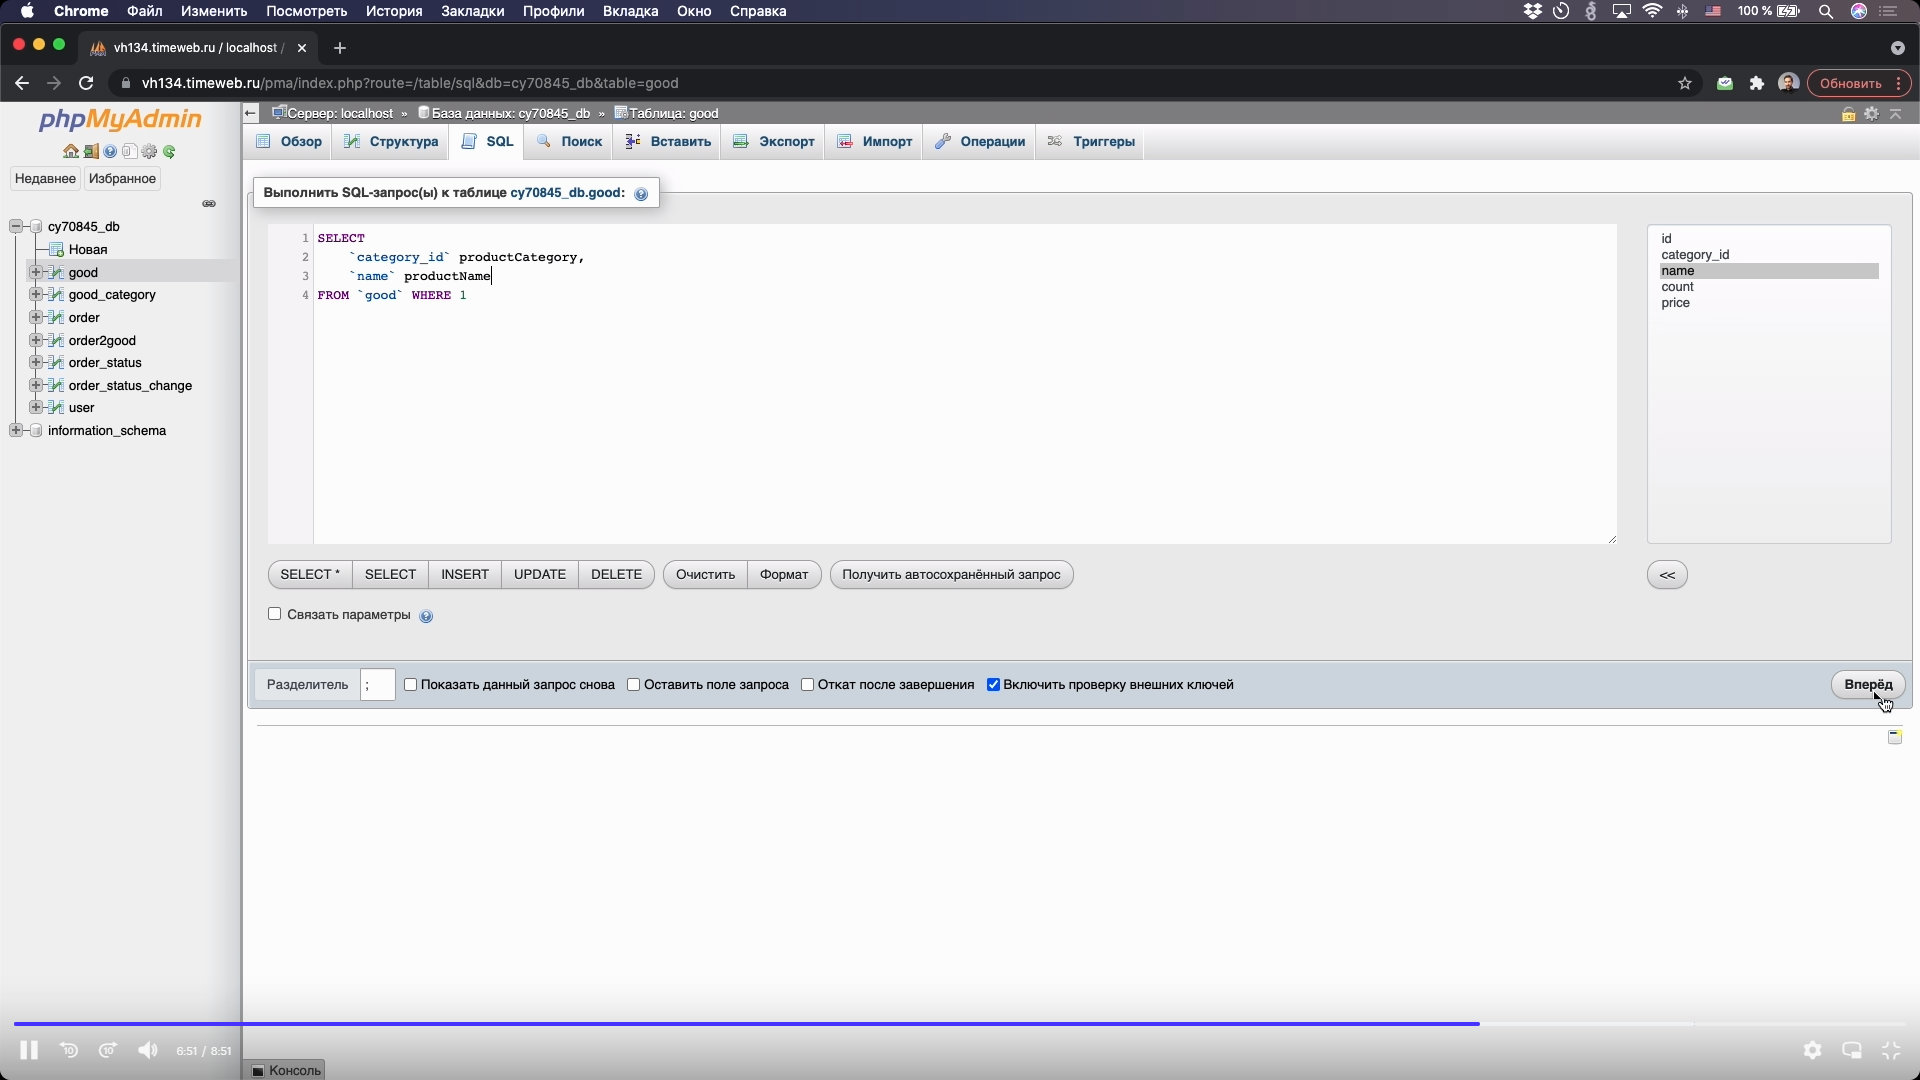 Chrome Файл Изменить Посмотреть История Закладки Профили Вкладка Окно Справка 100 %
vh134.timeweb.ru / localhost /
vh134.timeweb.ru/pma/index.php?route=/table/sql&db=cy70845_db&table=good Обновить
phpMyAdmin
Недавнее Избранное
cy70845_db
Новая
good
good_category
order
order2good
order_status
order_status_change
user
information_schema
Сервер: localhost » База данных: cy70845_db » Таблица: good
Обзор Структура SQL Поиск Вставить Экспорт Импорт Операции Триггеры
Выполнить SQL-запрос(ы) к таблице cy70845_db.good:
1 SELECT
2 `category_id` productCategory,
3 `name` productName
4 FROM `good` WHERE 1
id
category_id
name
count
price
SELECT * SELECT INSERT UPDATE DELETE Очистить Формат Получить автосохранённый запрос <<
Связать параметры
Разделитель ; Показать данный запрос снова Оставить поле запроса Откат после завершения Включить проверку внешних ключей Вперёд
10 10 6:51 / 8:51
Консоль